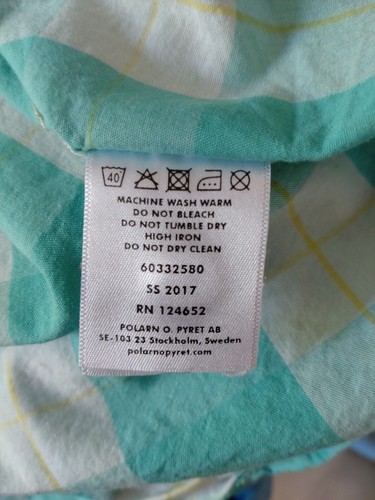 40
MACHINE WASH WARM
DO NOT BLEACH
DO NOT TUMBLE DRY
HIGH IRON
DO NOT DRY CLEAN
60332580
SS 2017
RN 124652
POLARN O. PYRET AB
SE-103 23 Stockholm, Sweden
polarnopyret.com